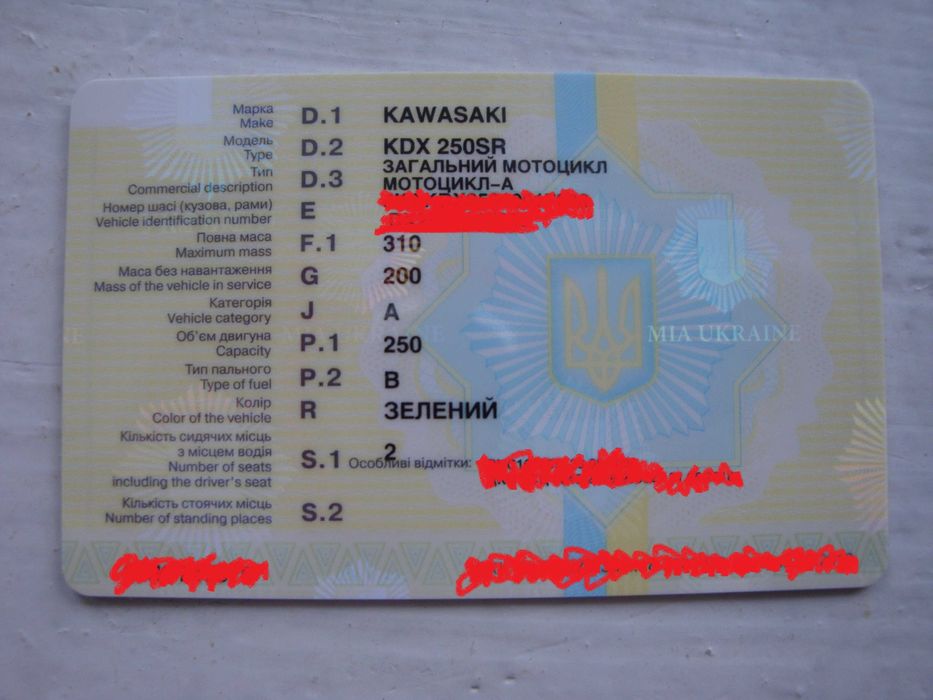 Марка
Make D.1 KAWASAKI
Модель
Type D.2 KDX 250SR
Тип
Commercial description D.3 ЗАГАЛЬНИЙ МОТОЦИКЛ
МОТОЦИКЛ-А
Номер шасі (кузова, рами)
Vehicle identification number E
Повна маса
Maximum mass F.1 310
Маса без навантаження
Mass of the vehicle in service G 200
Категорія
Vehicle category J A
Об'єм двигуна
Capacity P.1 250
MIA UKRAINE
Тип пального
Type of fuel P.2 B
Колір
Color of the vehicle R ЗЕЛЕНИЙ
Кількість сидячих місць
з місцем водія
Number of seats
including the driver's seat S.1 2
Особливі відмітки:
Кількість стоячих місць
Number of standing places S.2